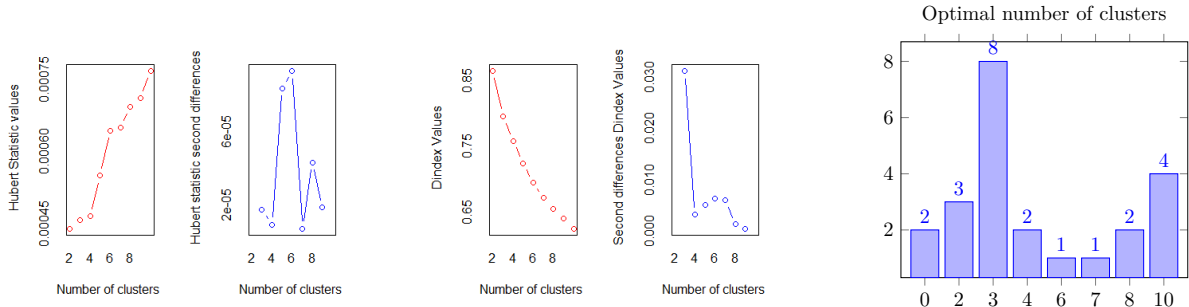 Hubert Statistic values
0.00045 0.00060 0.00075
2 4 6 8
Number of clusters
Hubert statistic second differences
2e-05 6e-05
2 4 6 8
Number of clusters
Dindex Values
0.65 0.75 0.85
2 4 6 8
Number of clusters
Second differences Dindex Values
0.000 0.010 0.020 0.030
2 4 6 8
Number of clusters
Optimal number of clusters
8
6
4
2
2 3 8 2 1 1 2 4
0 2 3 4 6 7 8 10